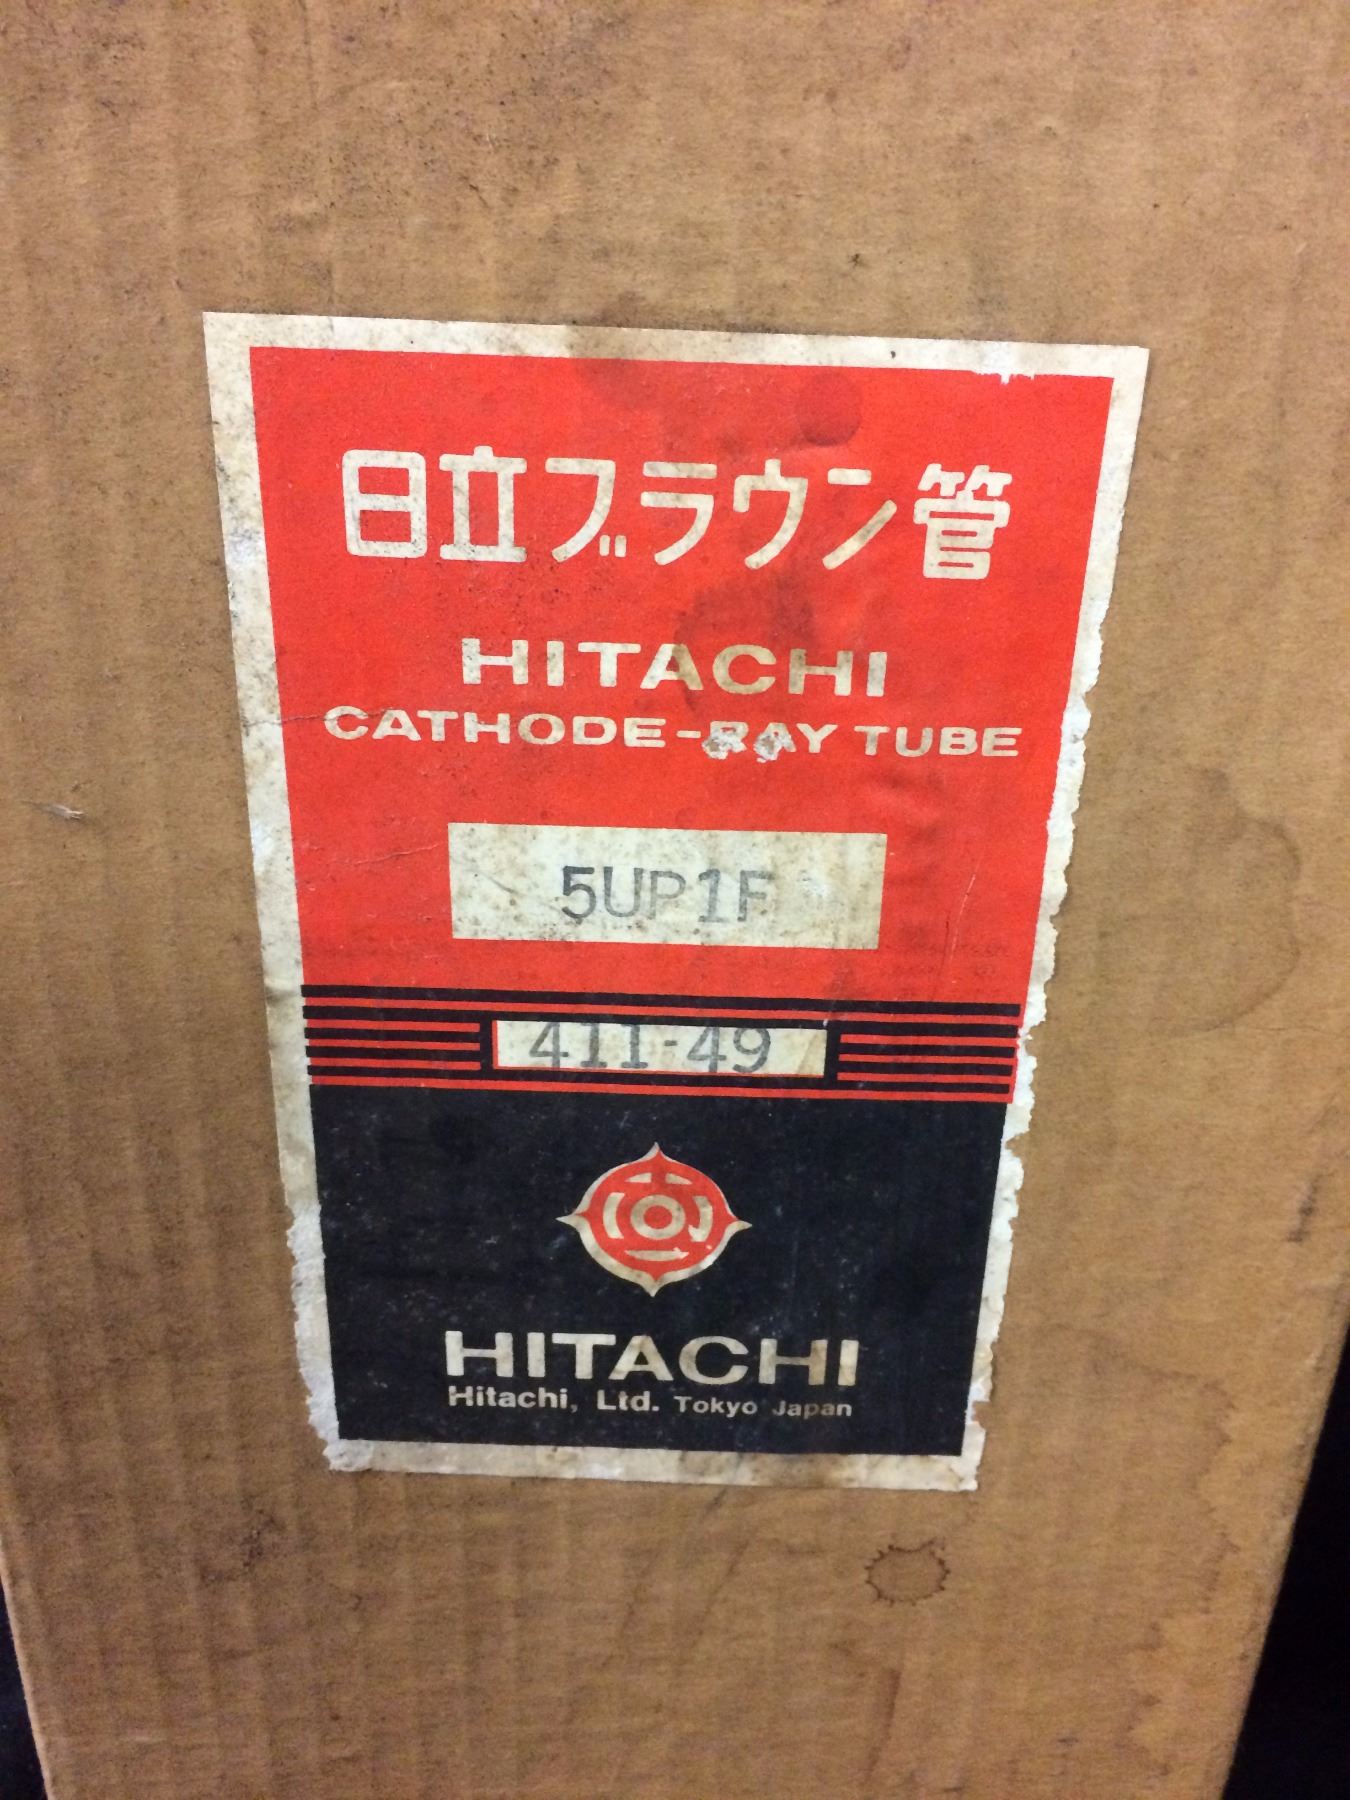 日立ブラウン管
HITACHI
CATHODE-RAY TUBE
5UP1F
411-49
HITACHI
Hitachi, Ltd. Tokyo Japan